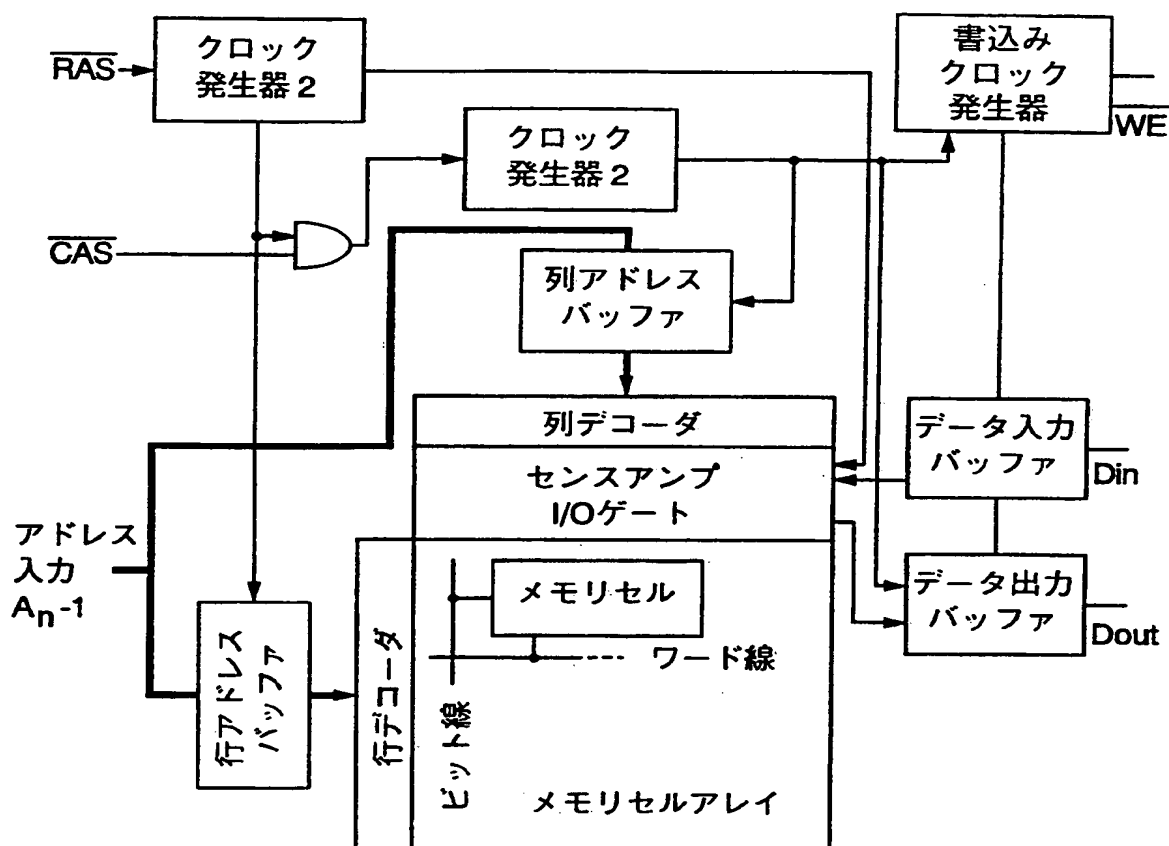 RAS
クロック
発生器2
書込み
クロック
発生器
WE
クロック
発生器2
CAS
列アドレス
バッファ
列デコーダ
センスアンプ
I/Oゲート
データ入力
バッファ
Din
アドレス
入力
An-1
行アドレス
バッファ
行デコーダ
ビット線
メモリセル
ワード線
メモリセルアレイ
データ出力
バッファ
Dout